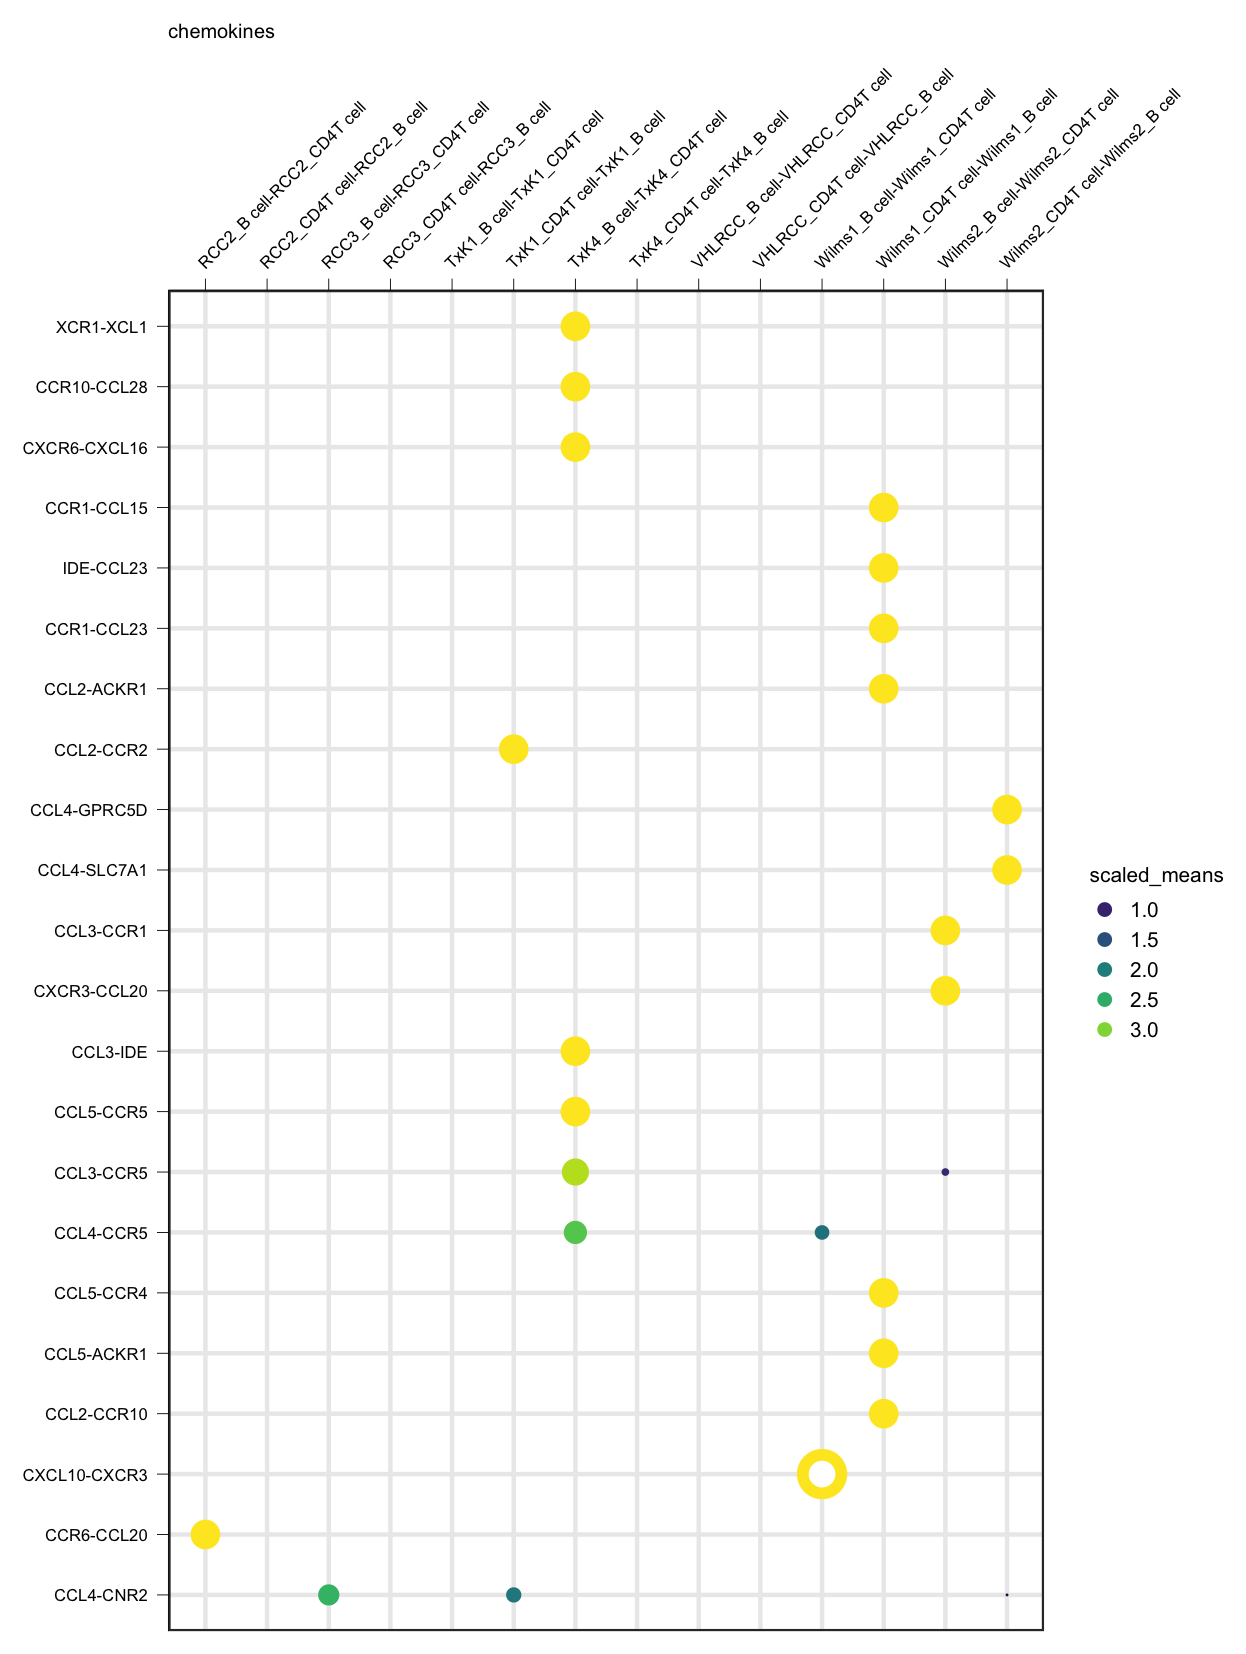 chemokines
RCC2_B cell-RCC2_CD4T cell
RCC2_CD4T cell-RCC2_B cell
RCC3_B cell-RCC3_CD4T cell
RCC3_CD4T cell-RCC3_B cell
TxK1_B cell-TxK1_CD4T cell
TxK1_CD4T cell-TxK1_B cell
TxK4_B cell-TxK4_CD4T cell
TxK4_CD4T cell-TxK4_B cell
VHLRCC_B cell-VHLRCC_CD4T cell
VHLRCC_CD4T cell-VHLRCC_B cell
Wilms1_B cell-Wilms1_CD4T cell
Wilms1_CD4T cell-Wilms1_B cell
Wilms2_B cell-Wilms2_CD4T cell
Wilms2_CD4T cell-Wilms2_B cell
XCR1-XCL1
CCR10-CCL28
CXCR6-CXCL16
CCR1-CCL15
IDE-CCL23
CCR1-CCL23
CCL2-ACKR1
CCL2-CCR2
CCL4-GPRC5D
CCL4-SLC7A1
CCL3-CCR1
CXCR3-CCL20
CCL3-IDE
CCL5-CCR5
CCL3-CCR5
CCL4-CCR5
CCL5-CCR4
CCL5-ACKR1
CCL2-CCR10
CXCL10-CXCR3
CCR6-CCL20
CCL4-CNR2
scaled_means
1.0
1.5
2.0
2.5
3.0